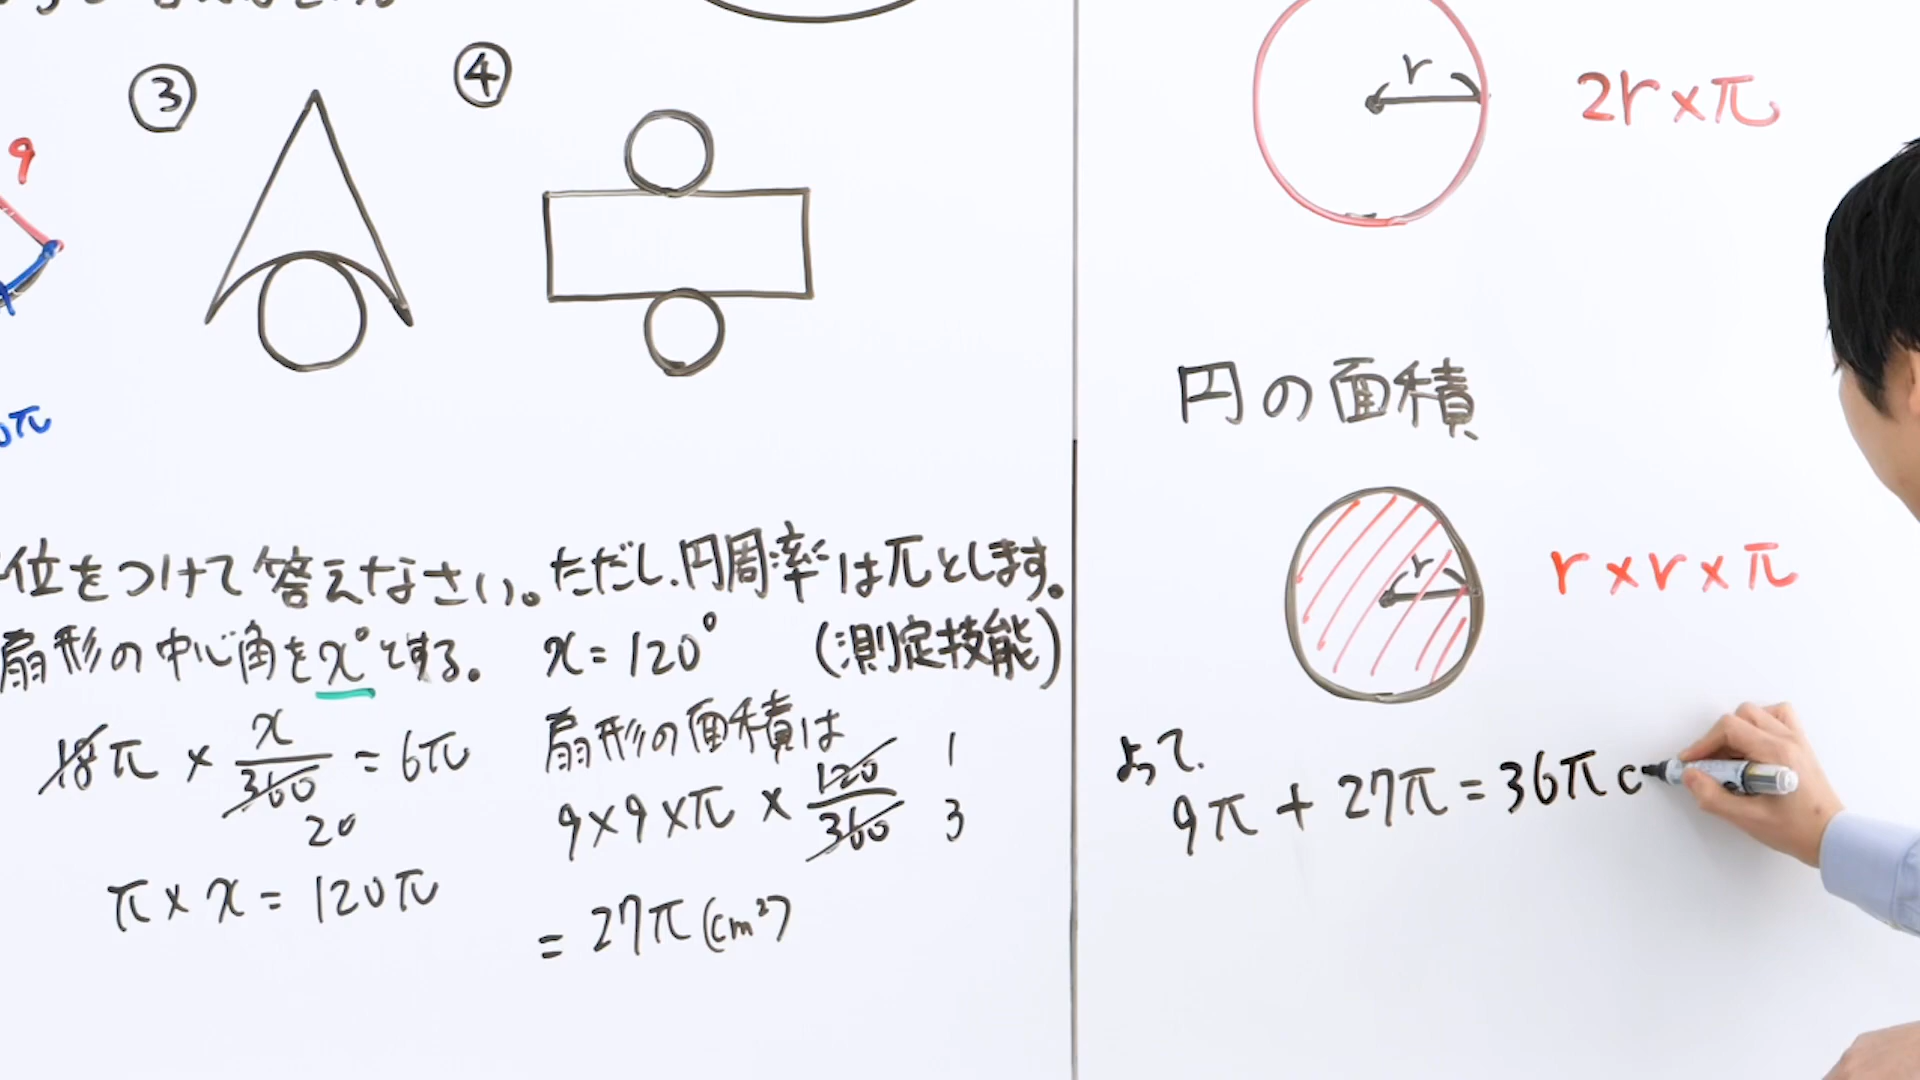 ③
④
9
π
位をつけて答えなさい。ただし、円周率はπとします。
扇形の中心角をx°とする。
18π × x/360 = 6π
20
π × x = 120π
x = 120°
(測定技能)
扇形の面積は
9×9×π × 120/360
1
3
= 27π (cm²)
r
2r×π
円の面積
r
r×r×π
よって、
9π + 27π = 36π c